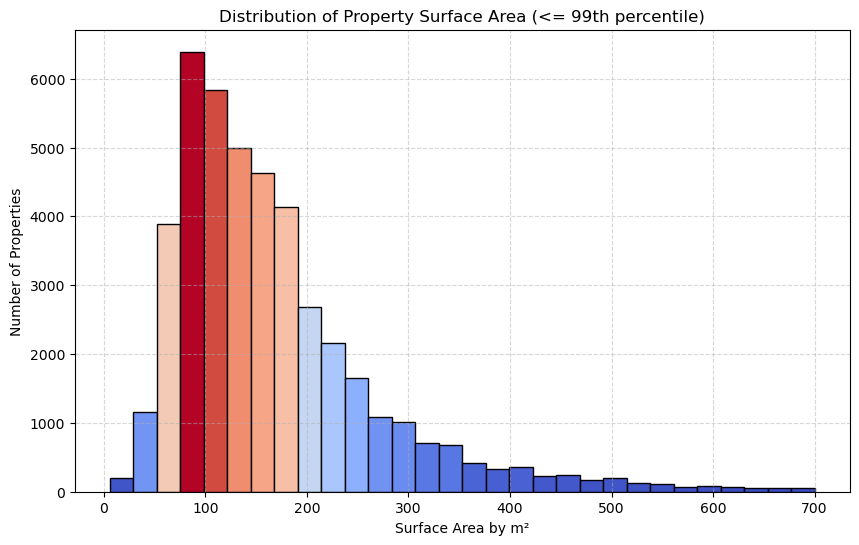 Distribution of Property Surface Area (<= 99th percentile)
Number of Properties
6000
5000
4000
3000
2000
1000
0
0 100 200 300 400 500 600 700
Surface Area by m²